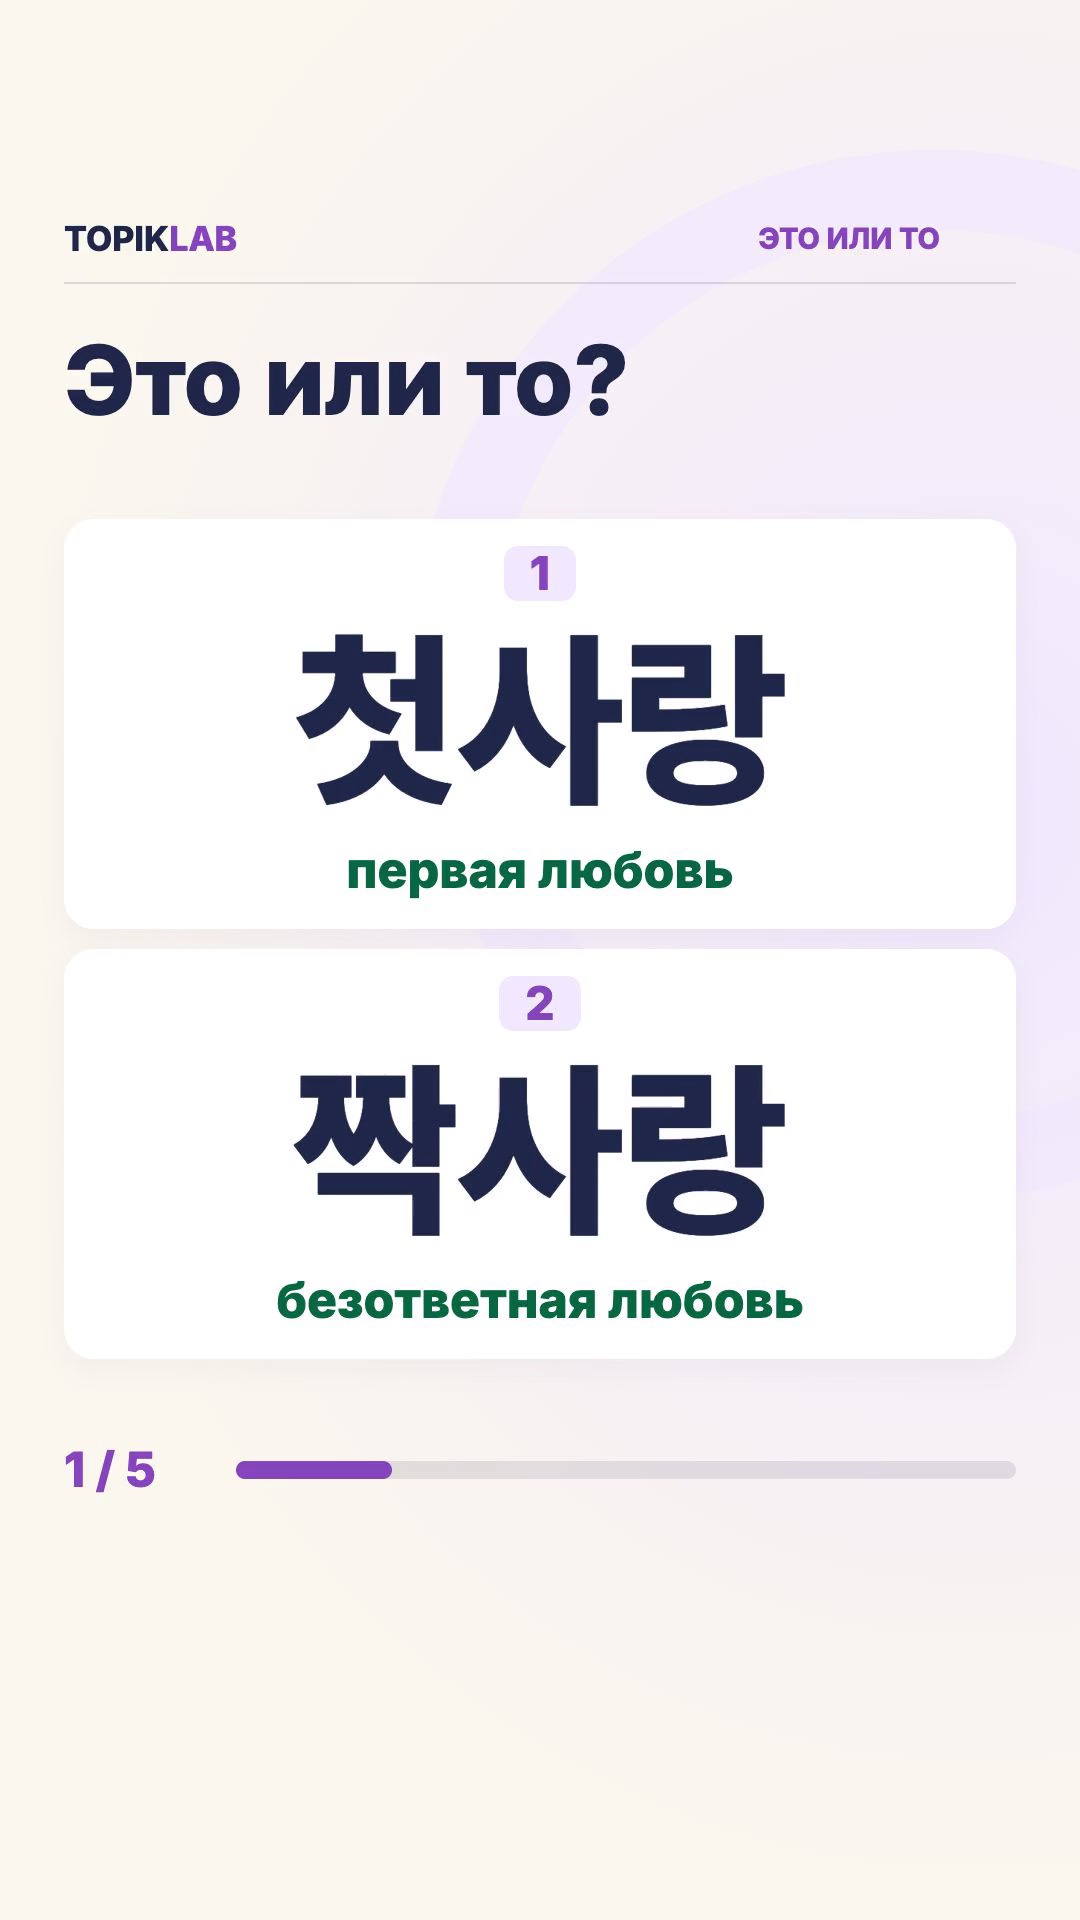 TOPIKLAB
ЭТО ИЛИ ТО
Это или то?
1
첫사랑
первая любовь
2
짝사랑
безответная любовь
1 / 5